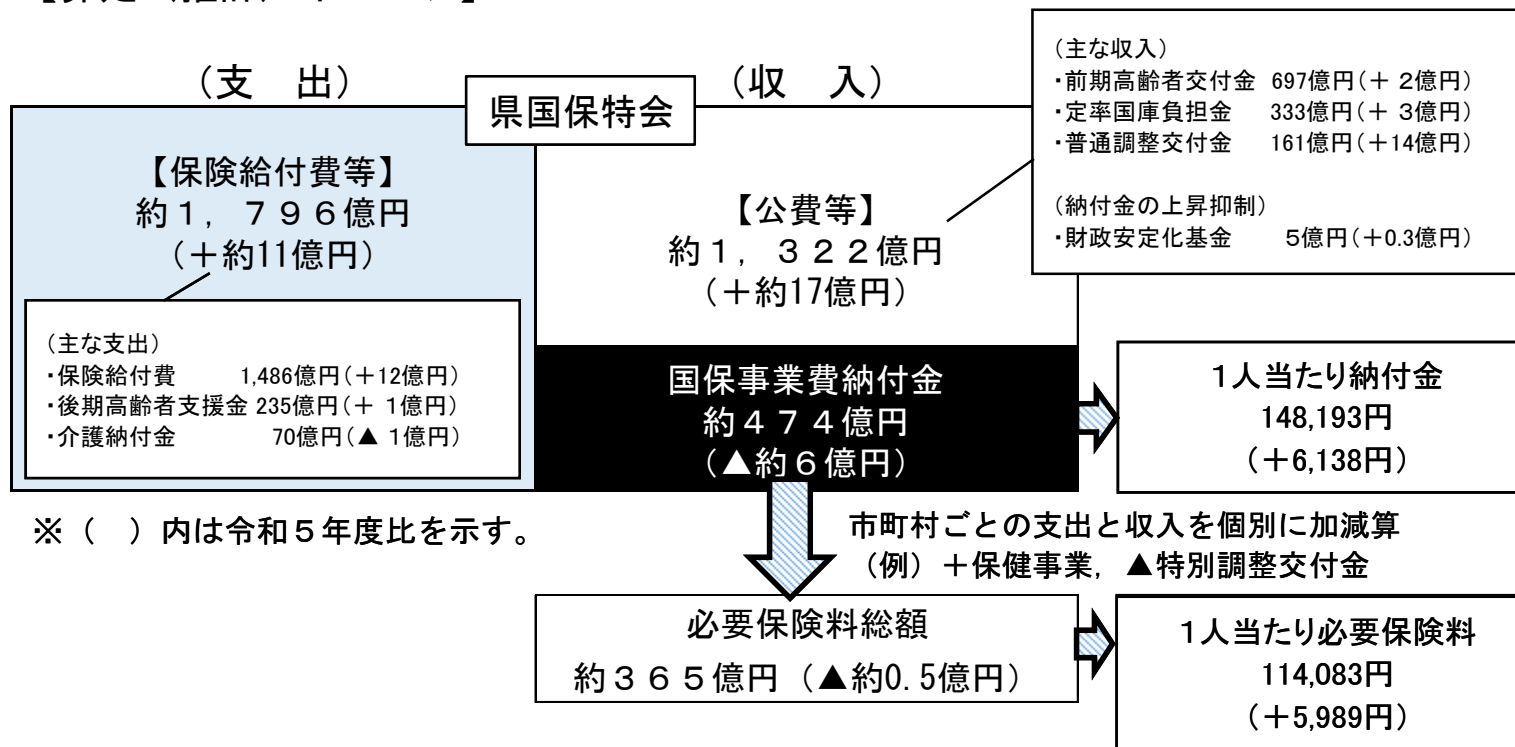 （支　出）
県国保特会
（収　入）
（主な収入）
・前期高齢者交付金 697億円（＋ 2億円）
・定率国庫負担金 333億円（＋ 3億円）
・普通調整交付金 161億円（＋14億円）
（納付金の上昇抑制）
・財政安定化基金 5億円（＋0.3億円）
【保険給付費等】
約１，７９６億円
（＋約11億円）
（主な支出）
・保険給付費 1,486億円（＋12億円）
・後期高齢者支援金 235億円（＋ 1億円）
・介護納付金 70億円（▲ 1億円）
【公費等】
約１，３２２億円
（＋約17億円）
国保事業費納付金
約４７４億円
（▲約６億円）
１人当たり納付金
148,193円
（＋6,138円）
※（　）内は令和５年度比を示す。
市町村ごとの支出と収入を個別に加減算
（例）＋保健事業，▲特別調整交付金
必要保険料総額
約３６５億円（▲約0.5億円）
１人当たり必要保険料
114,083円
（＋5,989円）